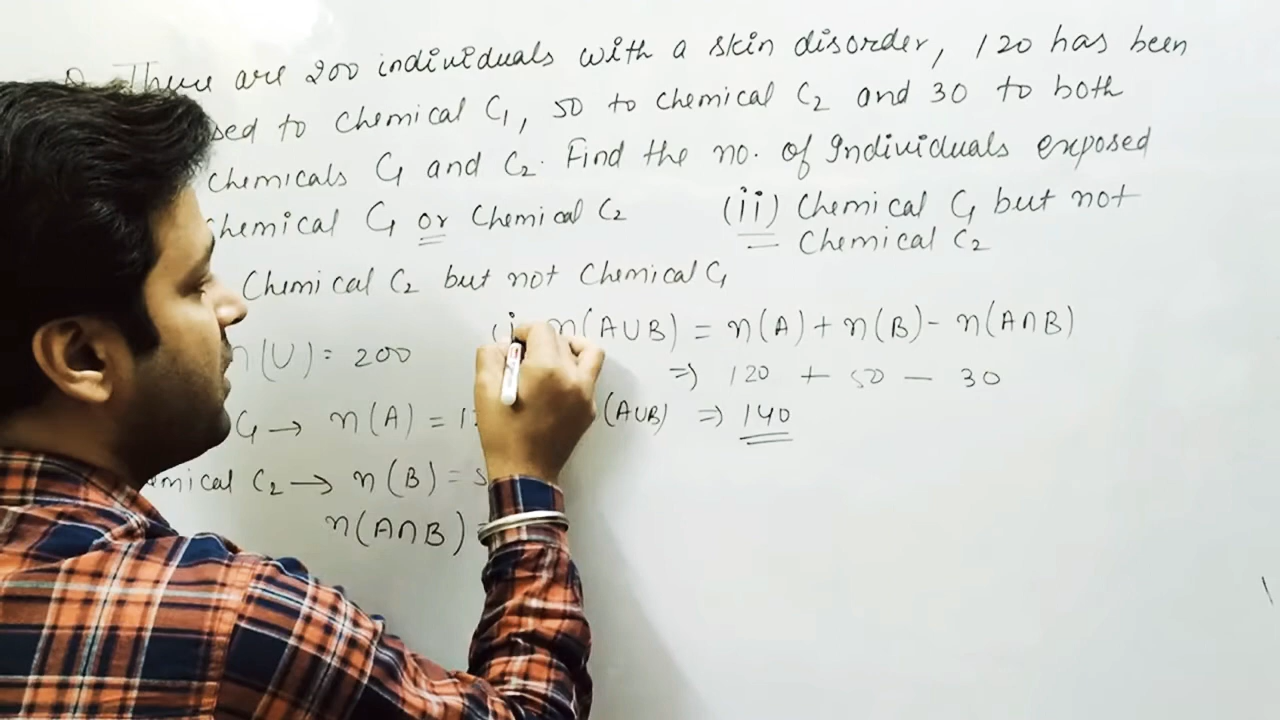 There are 200 individuals with a skin disorder, 120 has been
sed to chemical C1, 50 to chemical C2 and 30 to both
chemicals C1 and C2. Find the no. of Individuals exposed
hemical C1 or Chemical C2 (ii) Chemical C1 but not
Chemical C2
Chemical C2 but not Chemical C1
(i n(A∪B) = n(A) + n(B) - n(A∩B)
n(U) = 200
⇒ 120 + 50 - 30
C1 → n(A) = 1
(A∪B) ⇒ 140
mical C2 → n(B) =
n(A∩B) =